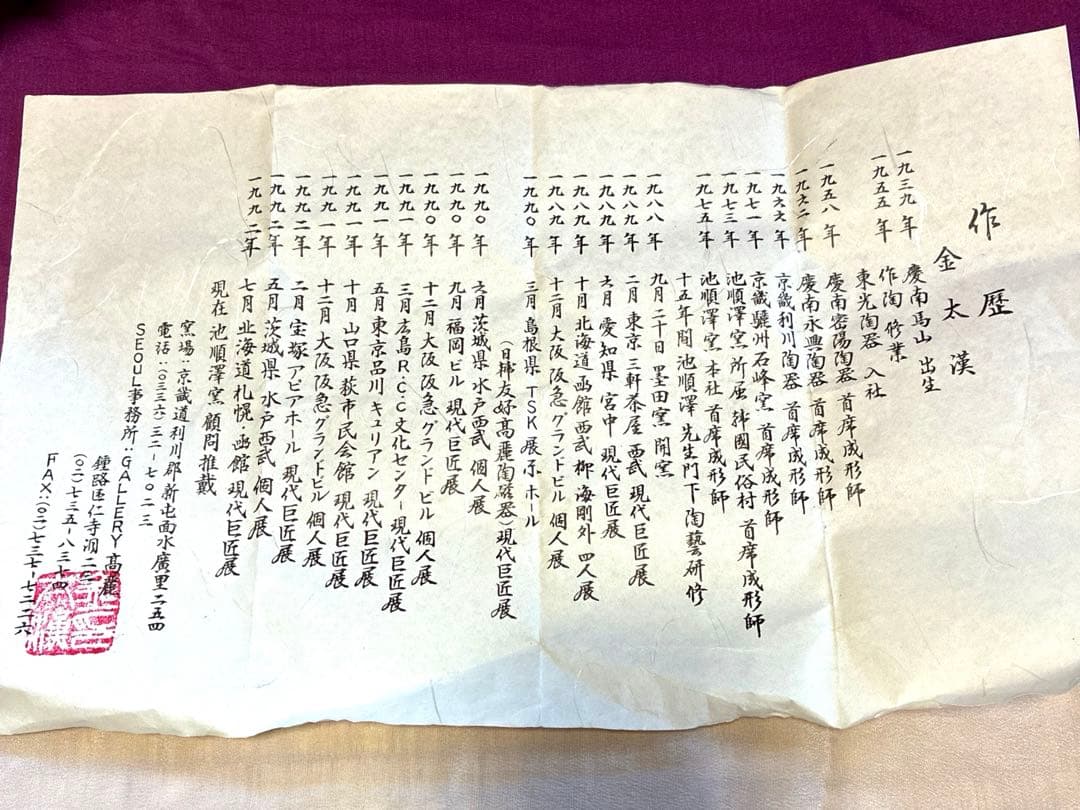 作歴
金太漢
一九三九年 慶南馬山 出生
一九五五年 作陶修業
東光陶器 入社
一九五八年 慶南密陽陶器 首席成形師
一九六二年 慶南永興陶器 首席成形師
一九六六年 京畿利川陶器 首席成形師
一九七一年 京畿驪州石峰窯 首席成形師
一九七三年 池順澤窯 所属 韓國民俗村 首席成形師
一九七五年 池順澤窯 本社 首席成形師
十五年間 池順澤 先生門下 陶藝研修
一九八八年 九月二十日 墨田窯 開窯
一九八九年 二月 東京 三軒茶屋 西武 現代巨匠展
一九八九年 六月 愛知県 宮中 現代巨匠展
一九八九年 十月 北海道 函館 西武 柳海剛外 四人展
一九八九年 十二月 大阪 阪急 グランドビル 個人展
一九九〇年 三月 島根県 TSK 展示ホール
(日韓友好高麗陶磁器)現代巨匠展
一九九〇年 六月 茨城県 水戸西武 個人展
一九九〇年 九月 福岡ビル 現代巨匠展
一九九〇年 十二月 大阪 阪急 グランドビル 個人展
一九九一年 三月 広島R.C.C文化センター 現代巨匠展
一九九一年 五月 東京品川 キュリアン 現代巨匠展
一九九一年 十月 山口県 萩市民会館 現代巨匠展
一九九一年 十二月 大阪 阪急 グランドビル 個人展
一九九二年 二月 宝塚 アピアホール 現代巨匠展
一九九二年 五月 茨城県 水戸西武 個人展
一九九二年 七月 北海道札幌・函館 現代巨匠展
現在 池順澤窯 顧問推戴
窯場:京畿道利川郡新屯面水廣里二五四
電話:(〇三三六)三二-七〇二三
SEOUL事務所:GALLERY 高麗
鍾路區仁寺洞二〇
(〇二)七三五-八三七四
FAX:(〇二)七三七-七二二六